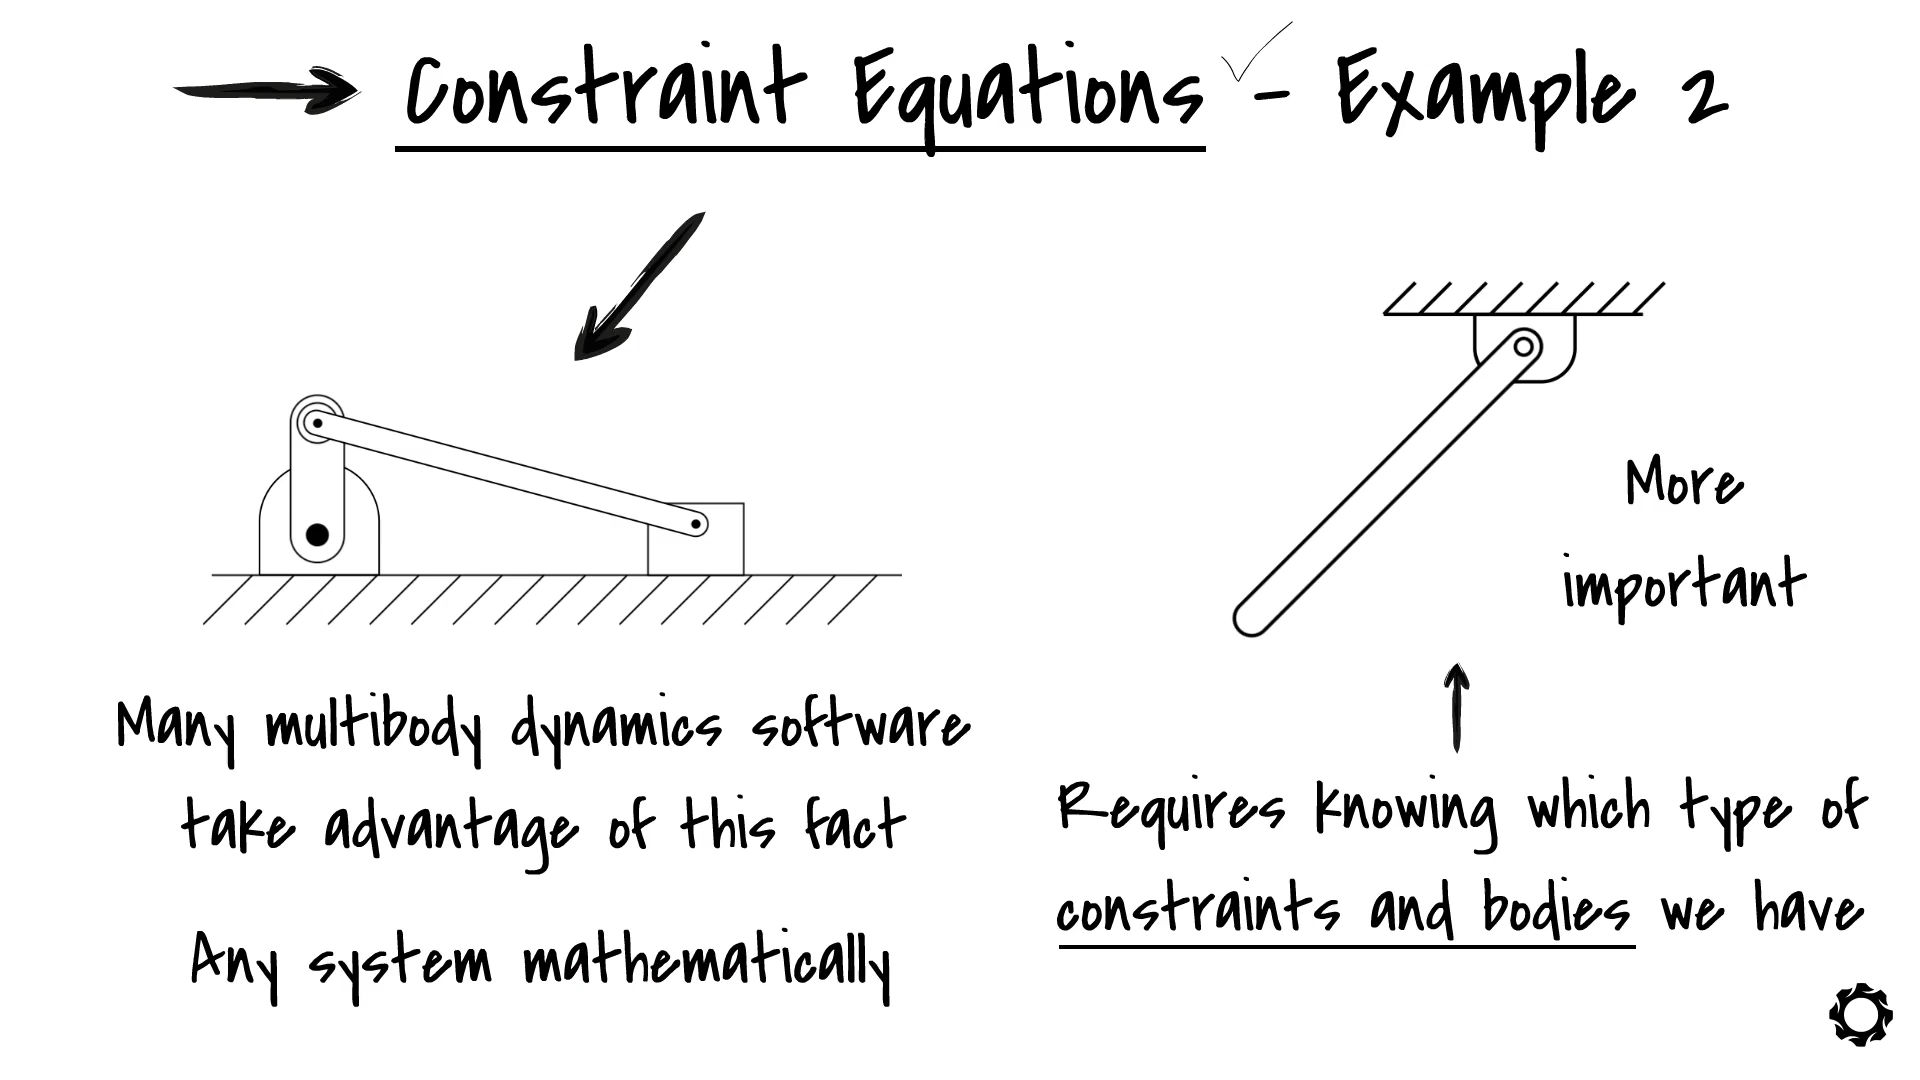 Constraint Equations - Example 2
More
important
Many multibody dynamics software
take advantage of this fact
Any system mathematically
Requires knowing which type of
constraints and bodies we have